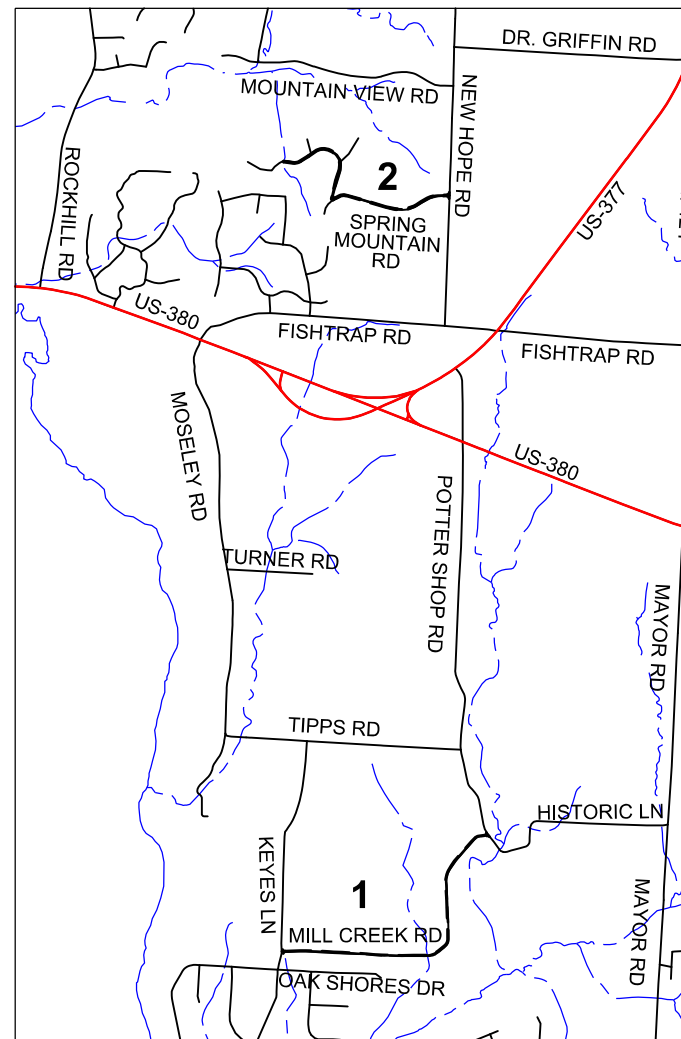 DR. GRIFFIN RD
MOUNTAIN VIEW RD
NEW HOPE RD
ROCKHILL RD
2
US-377
SPRING
MOUNTAIN
RD
US-380
FISHTRAP RD
FISHTRAP RD
MOSELEY RD
US-380
POTTER SHOP RD
TURNER RD
MAYOR RD
TIPPS RD
HISTORIC LN
KEYES LN
1
MILL CREEK RD
MAYOR RD
OAK SHORES DR